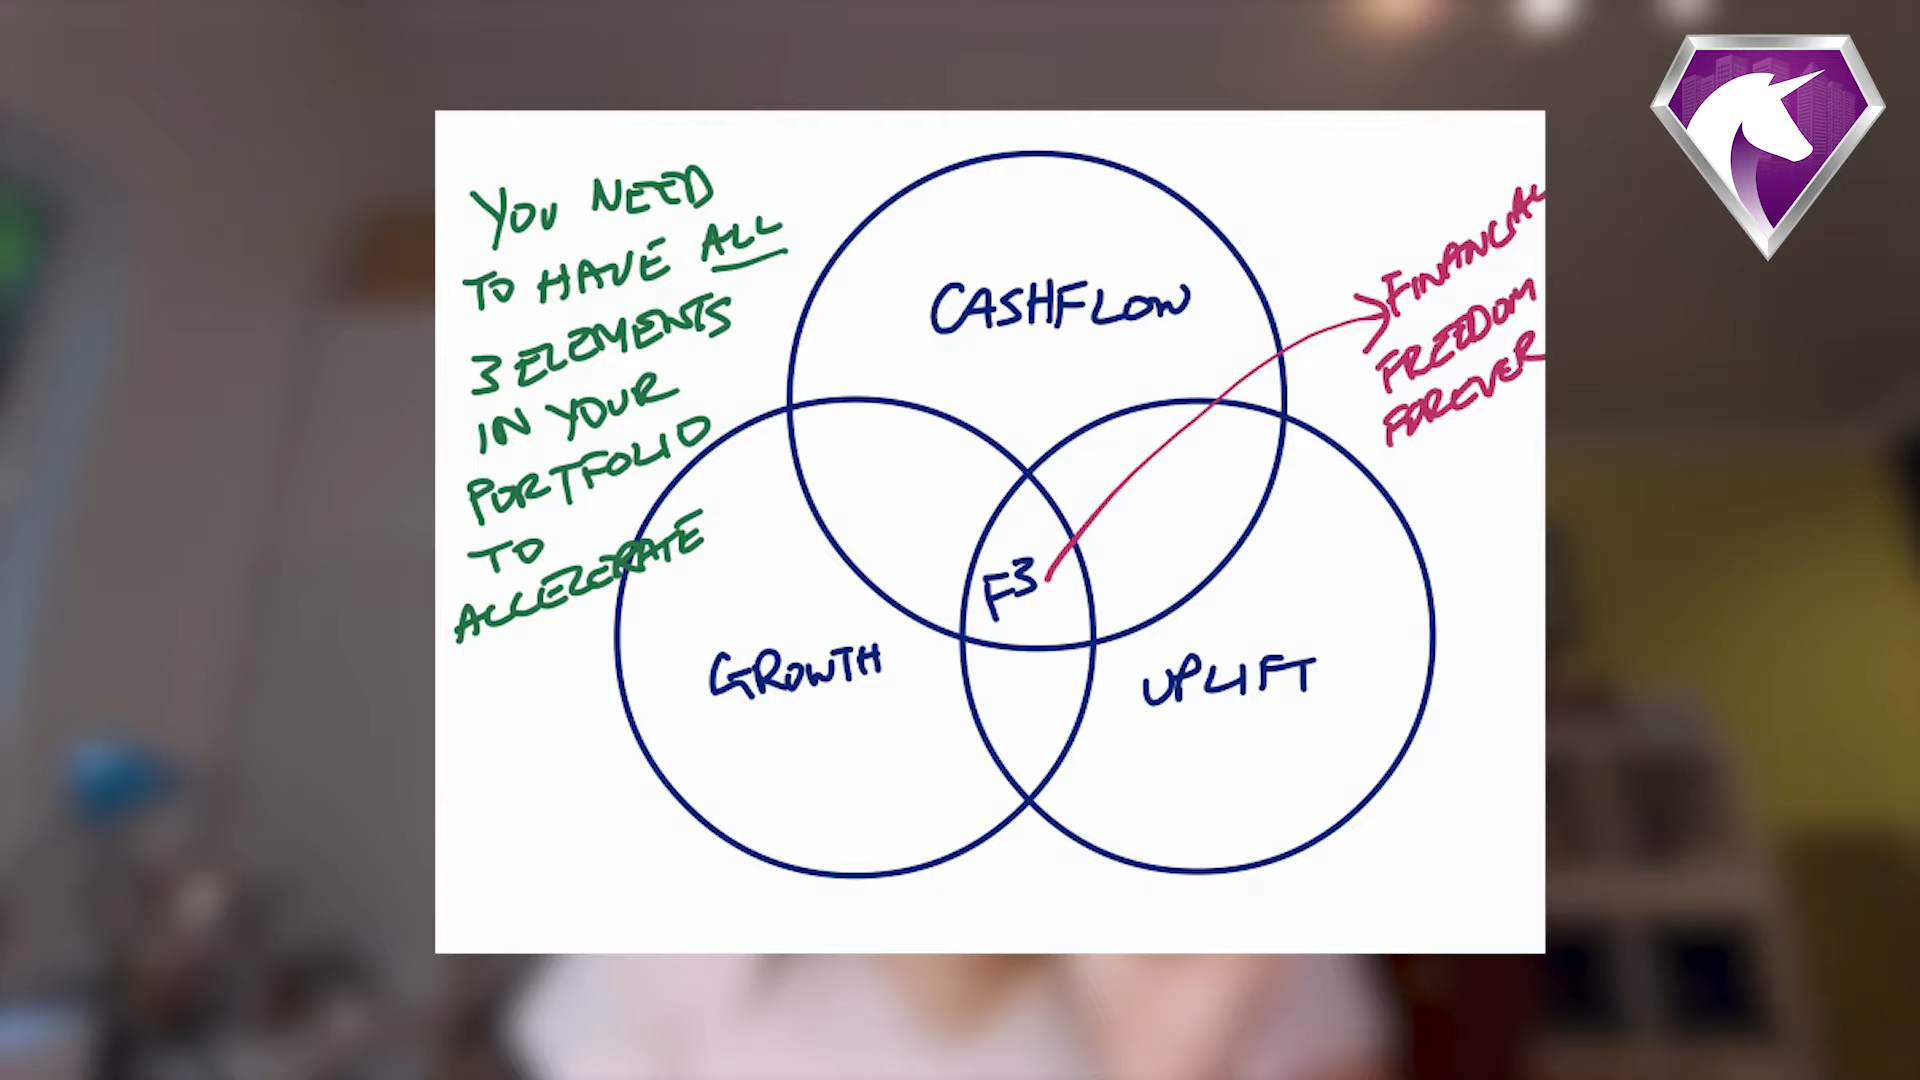 YOU NEED
TO HAVE ALL
3 ELEMENTS
IN YOUR
PORTFOLIO
TO
ACCELERATE
CASHFLOW
FINANCIAL
FREEDOM
FOREVER
F3
GROWTH
UPLIFT